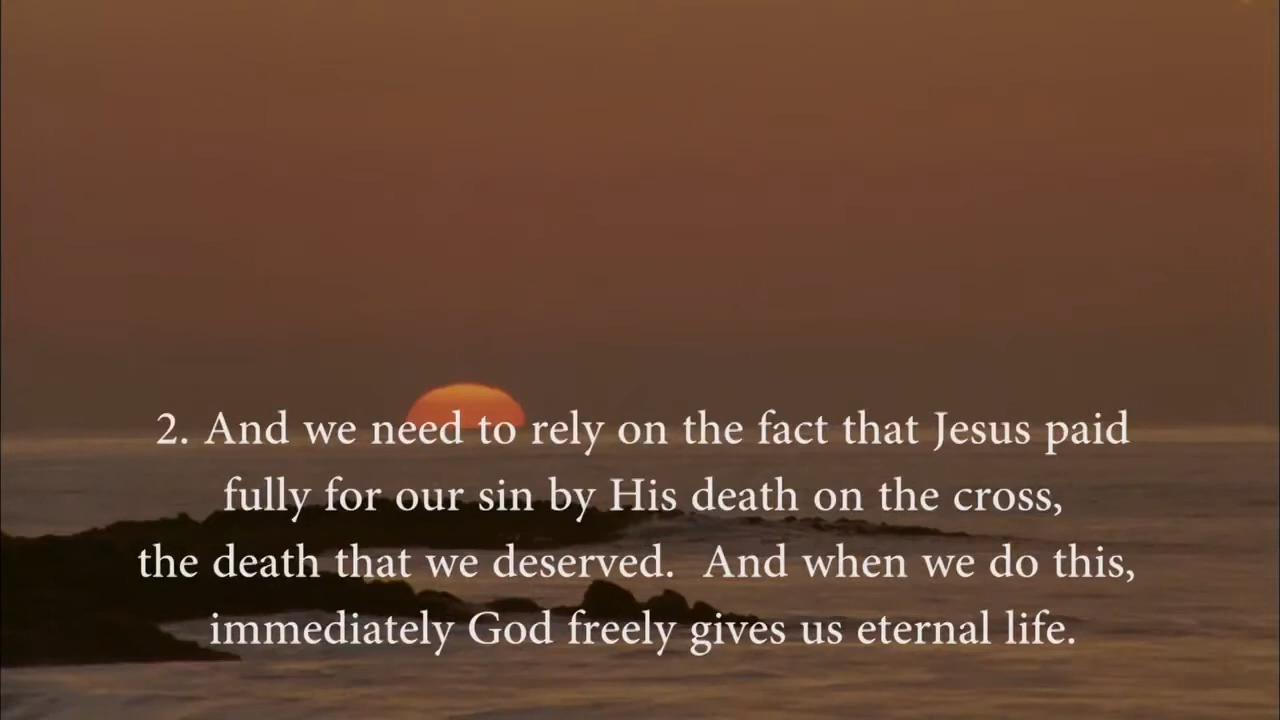 2. And we need to rely on the fact that Jesus paid
fully for our sin by His death on the cross,
the death that we deserved.  And when we do this,
immediately God freely gives us eternal life.